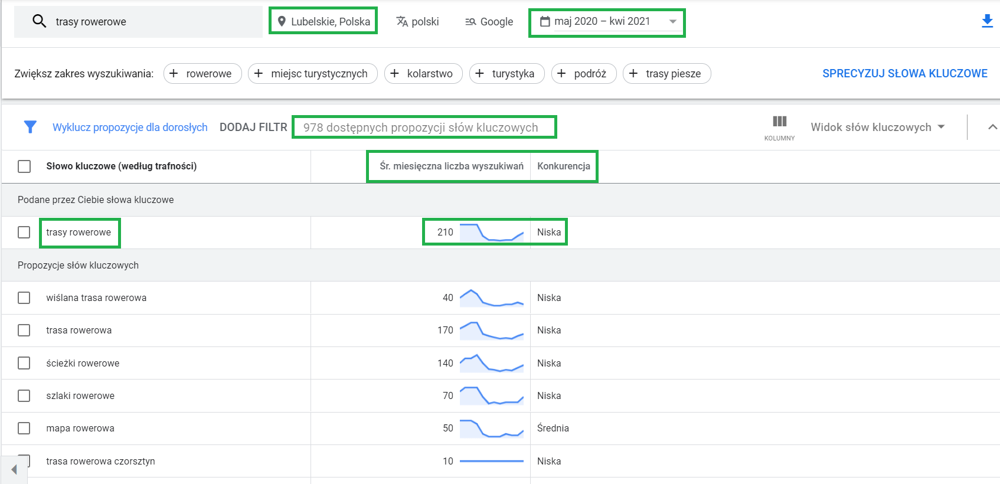 trasy rowerowe Lubelskie, Polska polski Google maj 2020 – kwi 2021
Zwiększ zakres wyszukiwania: + rowerowe + miejsc turystycznych + kolarstwo + turystyka + podróż + trasy piesze SPRECYZUJ SŁOWA KLUCZOWE
Wyklucz propozycje dla dorosłych DODAJ FILTR 978 dostępnych propozycji słów kluczowych KOLUMNY Widok słów kluczowych
Słowo kluczowe (według trafności) Śr. miesięczna liczba wyszukiwań Konkurencja
Podane przez Ciebie słowa kluczowe
trasy rowerowe 210 Niska
Propozycje słów kluczowych
wiślana trasa rowerowa 40 Niska
trasa rowerowa 170 Niska
ścieżki rowerowe 140 Niska
szlaki rowerowe 70 Niska
mapa rowerowa 50 Średnia
trasa rowerowa czorsztyn 10 Niska